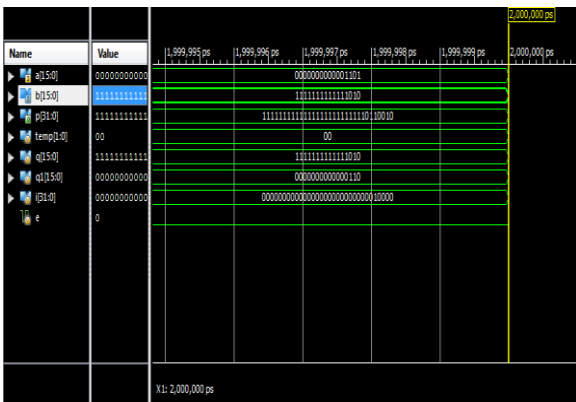 2,000,000 ps
Name Value 1,999,995 ps 1,999,996 ps 1,999,997 ps 1,999,998 ps 1,999,999 ps 2,000,000 ps
a[15:0] 00000000000 0000000000001101
b[15:0] 11111111111 1111111111111010
p[31:0] 11111111111 11111111111111111111111110110010
temp[1:0] 00 00
q[15:0] 11111111111 1111111111111010
q1[15:0] 00000000000 0000000000000110
i[31:0] 00000000000 00000000000000000000000000010000
e 0
X1: 2,000,000 ps